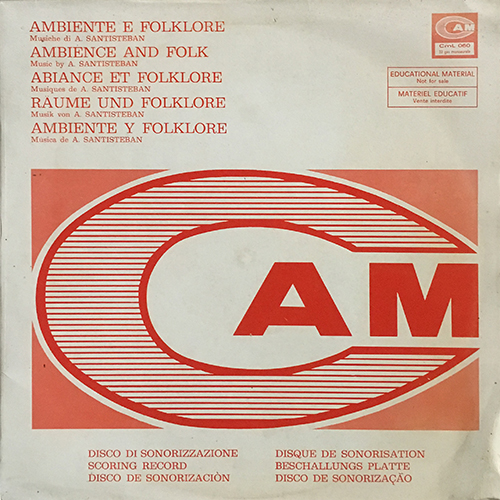 AMBIENTE E FOLKLORE
Musiche di A. SANTISTEBAN
AMBIENCE AND FOLK
Music by A. SANTISTEBAN
ABIANCE ET FOLKLORE
Musiques de A. SANTISTEBAN
RAUME UND FOLKLORE
Musik von A. SANTISTEBAN
AMBIENTE Y FOLKLORE
Musica de A. SANTISTEBAN
CAM
CmL 060
EDUCATIONAL MATERIAL
Not for sale
MATERIEL EDUCATIF
Vente interdite
CAM
DISCO DI SONORIZZAZIONE
SCORING RECORD
DISCO DE SONORIZACIÒN
DISQUE DE SONORISATION
BESCHALLUNGS PLATTE
DISCO DE SONORIZAÇÃO